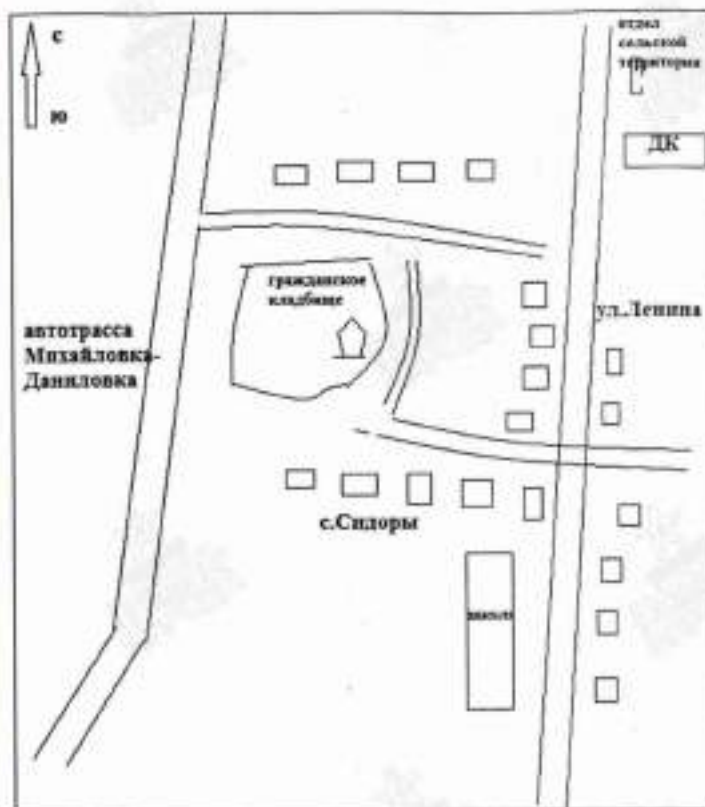 с
ю
отдел
сельской
территории
ДК
гражданское
кладбище
ул.Ленина
автотрасса
Михайловка-
Даниловка
с.Сидоры
школа